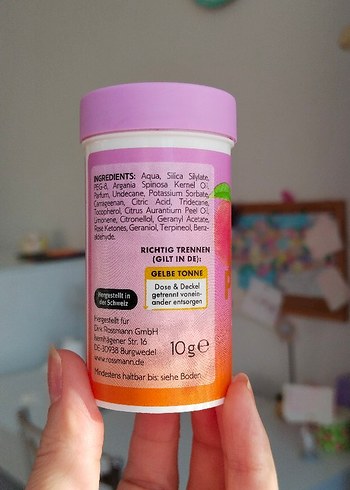 INGREDIENTS: Aqua, Silica Silylate,
PEG-8, Argania Spinosa Kernel Oil,
Parfum, Undecane, Potassium Sorbate,
Carrageenan, Citric Acid, Tridecane,
Tocopherol, Citrus Aurantium Peel Oil,
Limonene, Citronellol, Geranyl Acetate,
Rose Ketones, Geraniol, Terpineol, Benz-
aldehyde.
RICHTIG TRENNEN
(GILT IN DE):
GELBE TONNE
Dose & Deckel
getrennt vonein-
ander entsorgen
Hergestellt in
der Schweiz
Hergestellt für
Dirk Rossmann GmbH
Isernhägener Str. 16
DE-30938 Burgwedel
www.rossmann.de
10 g e
Mindestens haltbar bis: siehe Boden